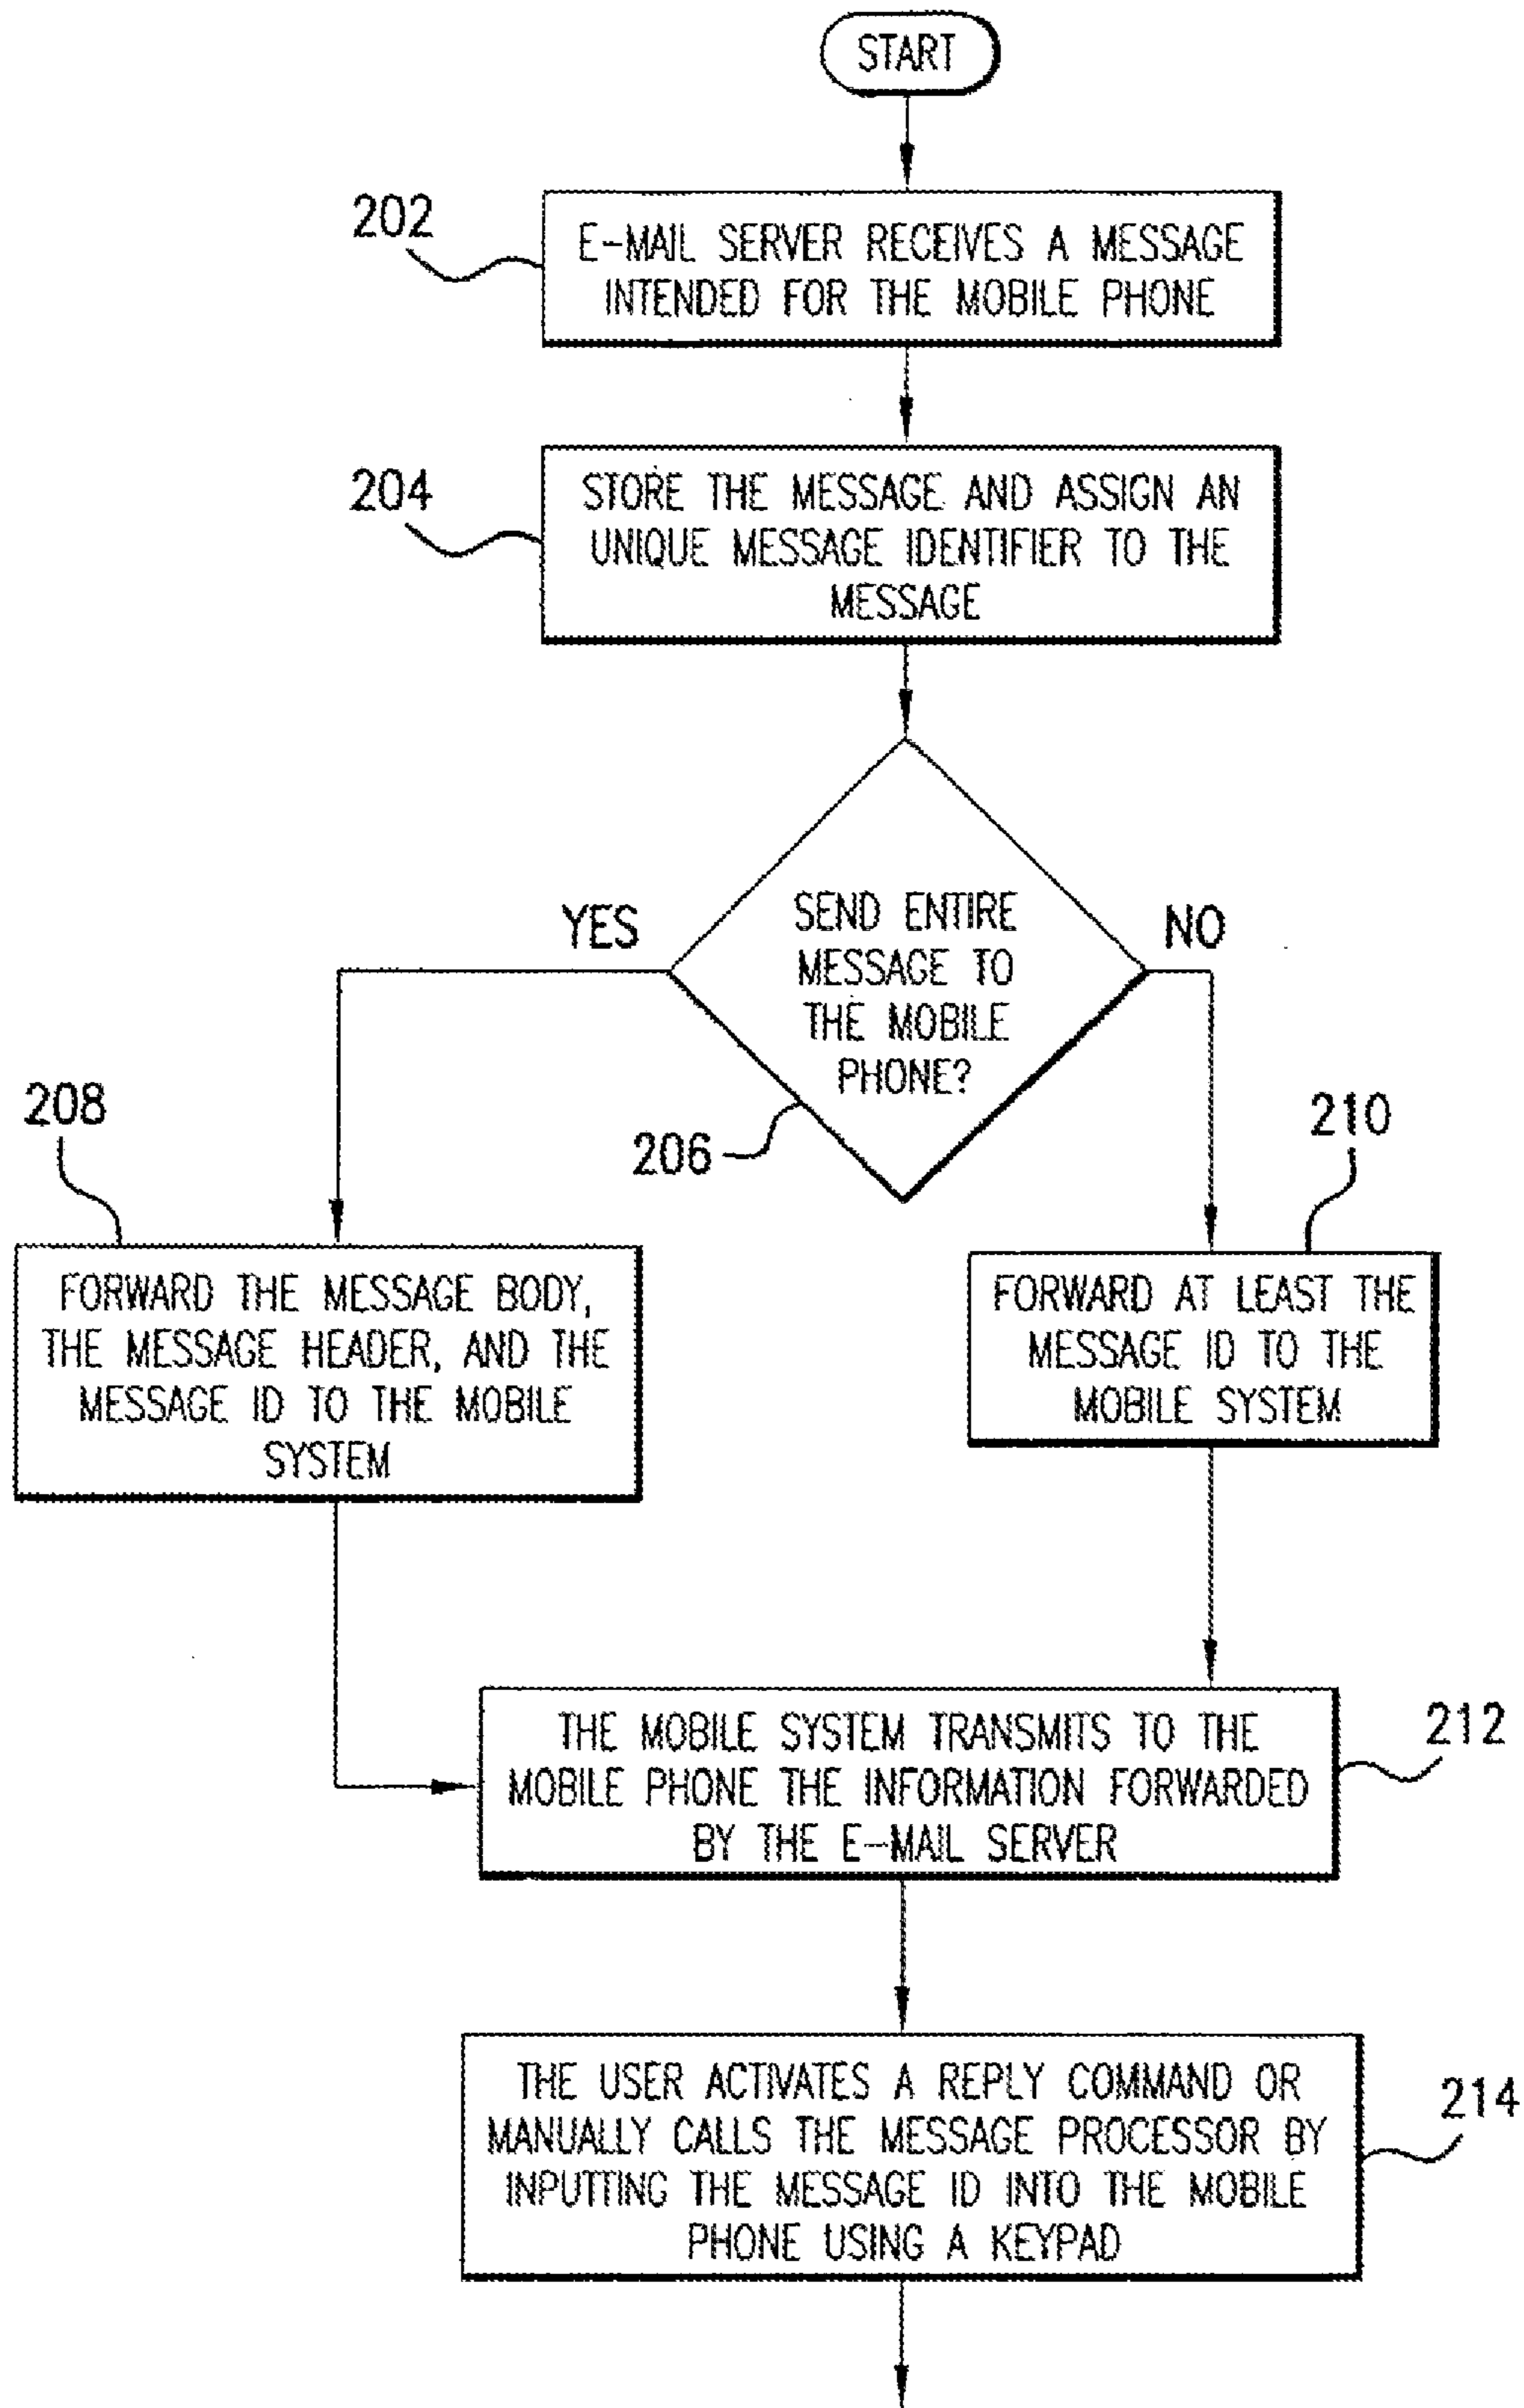 START
202
E-MAIL SERVER RECEIVES A MESSAGE
INTENDED FOR THE MOBILE PHONE
204
STORE THE MESSAGE AND ASSIGN AN
UNIQUE MESSAGE IDENTIFIER TO THE
MESSAGE
YES
SEND ENTIRE
MESSAGE TO
THE MOBILE
PHONE?
NO
206
208
FORWARD THE MESSAGE BODY,
THE MESSAGE HEADER, AND THE
MESSAGE ID TO THE MOBILE
SYSTEM
210
FORWARD AT LEAST THE
MESSAGE ID TO THE
MOBILE SYSTEM
THE MOBILE SYSTEM TRANSMITS TO THE
MOBILE PHONE THE INFORMATION FORWARDED
BY THE E-MAIL SERVER
212
THE USER ACTIVATES A REPLY COMMAND OR
MANUALLY CALLS THE MESSAGE PROCESSOR BY
INPUTTING THE MESSAGE ID INTO THE MOBILE
PHONE USING A KEYPAD
214